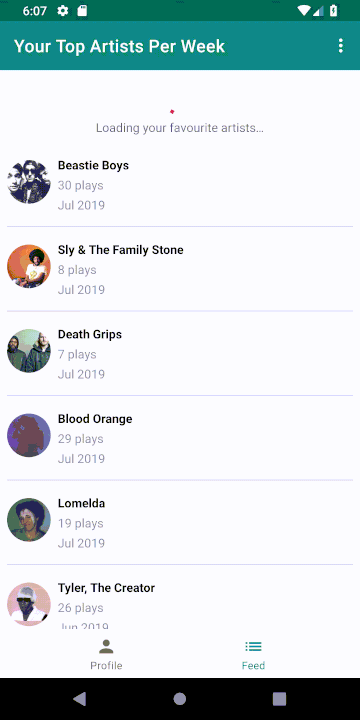 6:07
Your Top Artists Per Week
Loading your favourite artists...
Beastie Boys
30 plays
Jul 2019
Sly & The Family Stone
8 plays
Jul 2019
Death Grips
7 plays
Jul 2019
Blood Orange
29 plays
Jul 2019
Lomelda
19 plays
Jul 2019
Tyler, The Creator
26 plays
Jun 2019
Profile
Feed